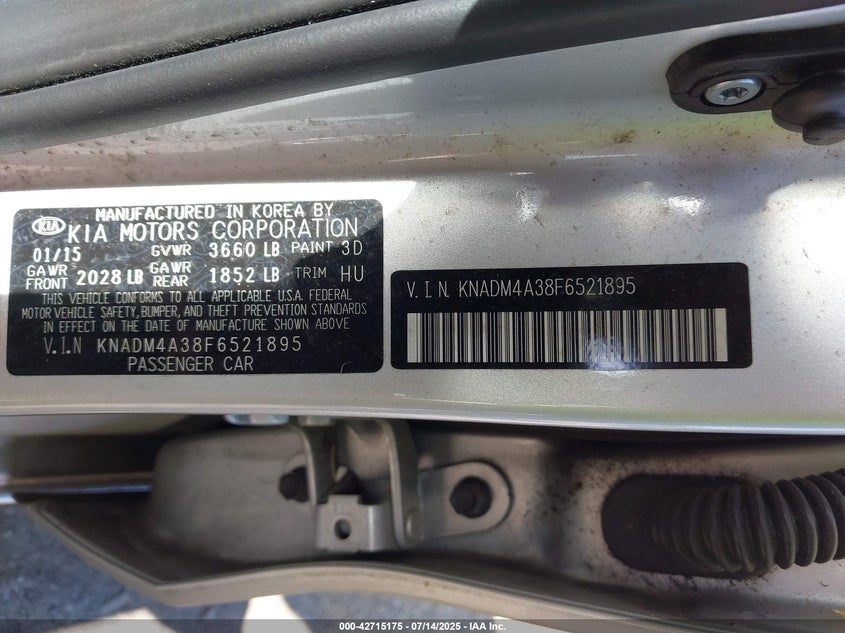 MANUFACTURED IN KOREA BY
KIA KIA MOTORS CORPORATION
01/15 GVWR 3660 LB PAINT 3D
GAWR FRONT 2028 LB GAWR REAR 1852 LB TRIM HU
THIS VEHICLE CONFORMS TO ALL APPLICABLE U.S.A. FEDERAL
MOTOR VEHICLE SAFETY, BUMPER, AND THEFT PREVENTION STANDARDS
IN EFFECT ON THE DATE OF MANUFACTURE SHOWN ABOVE
V.I.N KNADM4A38F6521895
PASSENGER CAR
V.I.N. KNADM4A38F6521895
000-42715175 | 07/14/2025 | IAA Inc.